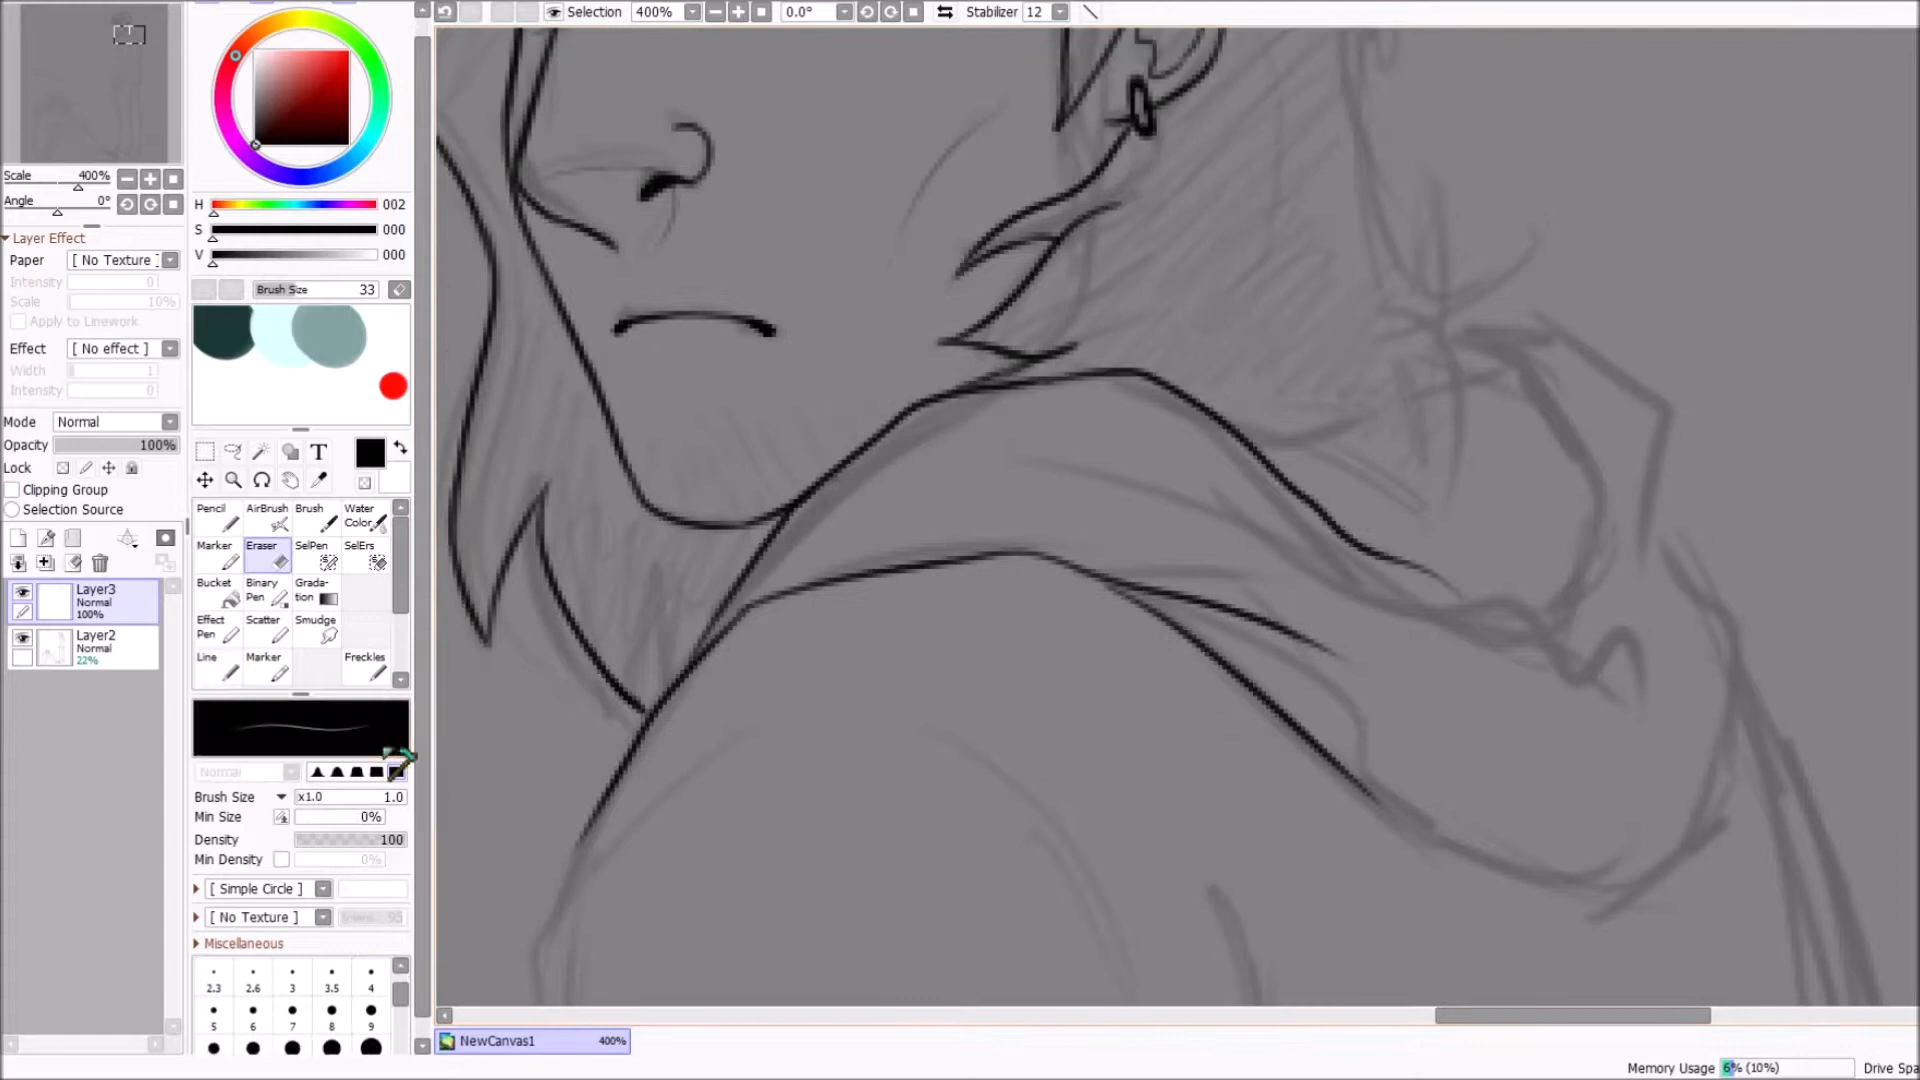 Selection 400% 0.0° Stabilizer 12
Scale 400%
Angle 0°
Layer Effect
Paper [ No Texture ]
Intensity 0
Scale 10%
Apply to Linework
Effect [ No effect ]
Width 1
Intensity 0
Mode Normal
Opacity 100%
Lock
Clipping Group
Selection Source
Layer3
Normal
100%
Layer2
Normal
22%
H 002
S 000
V 000
Brush Size 33
T
Pencil AirBrush Brush Water Color
Marker Eraser SelPen SelErs
Bucket Binary Pen Grada-tion
Effect Pen Scatter Smudge
Line Marker Freckles
Normal
Brush Size x1.0 1.0
Min Size 0%
Density 100
Min Density 0%
[ Simple Circle ]
[ No Texture ] 95
Miscellaneous
2.3 2.6 3 3.5 4
5 6 7 8 9
NewCanvas1 400%
Memory Usage 6% (10%) Drive Spa